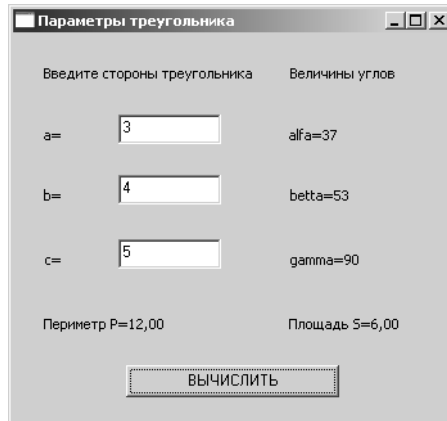 Параметры треугольника
Введите стороны треугольника Величины углов
a= 3 alfa=37
b= 4 betta=53
c= 5 gamma=90
Периметр P=12,00 Площадь S=6,00
ВЫЧИСЛИТЬ